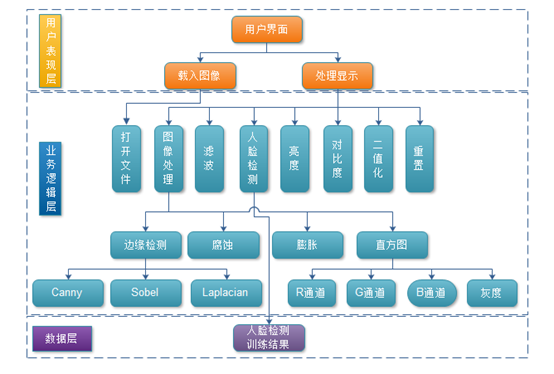 用户表现层
用户界面
载入图像
处理显示
业务逻辑层
打开文件
图像处理
滤波
人脸检测
亮度
对比度
二值化
重置
边缘检测
腐蚀
膨胀
直方图
Canny
Sobel
Laplacian
R通道
G通道
B通道
灰度
数据层
人脸检测
训练结果